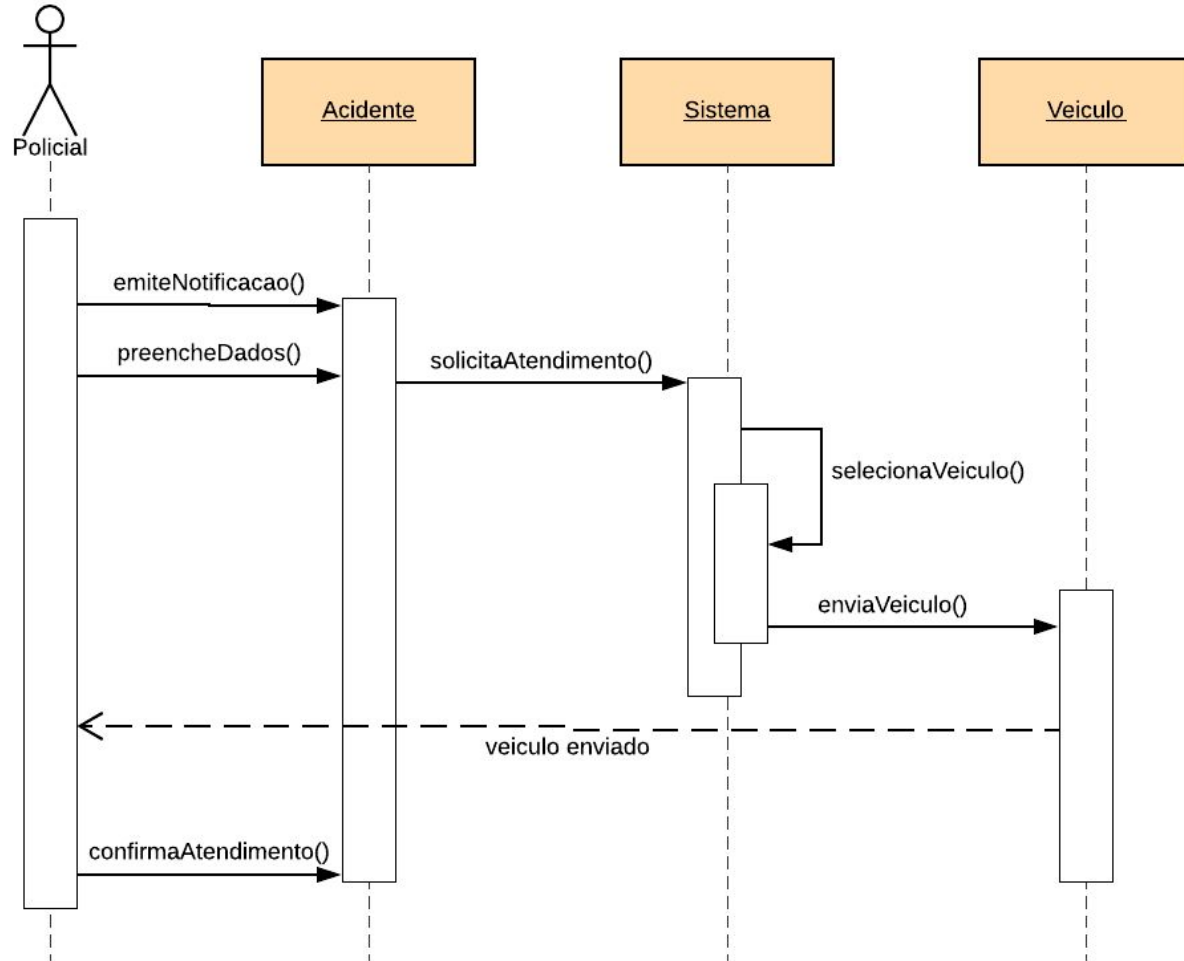 Policial
Acidente
Sistema
Veiculo
emiteNotificacao()
preencheDados()
solicitaAtendimento()
selecionaVeiculo()
enviaVeiculo()
veiculo enviado
confirmaAtendimento()